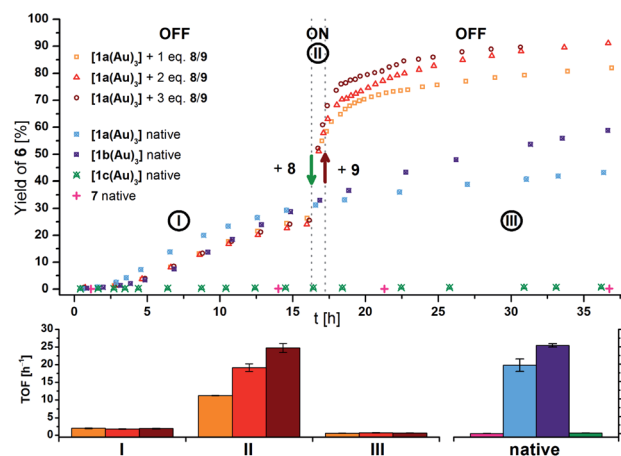 OFF ON OFF
II
100
90
80
70
60
50
40
30
20
10
0
Yield of 6 [%]
[1a(Au)3] + 1 eq. 8/9
[1a(Au)3] + 2 eq. 8/9
[1a(Au)3] + 3 eq. 8/9
[1a(Au)3] native
[1b(Au)3] native
[1c(Au)3] native
7 native
+ 8 + 9
I III
0 5 10 15 20 25 30 35
t [h]
TOF [h⁻¹]
30
25
20
15
10
5
0
I II III native